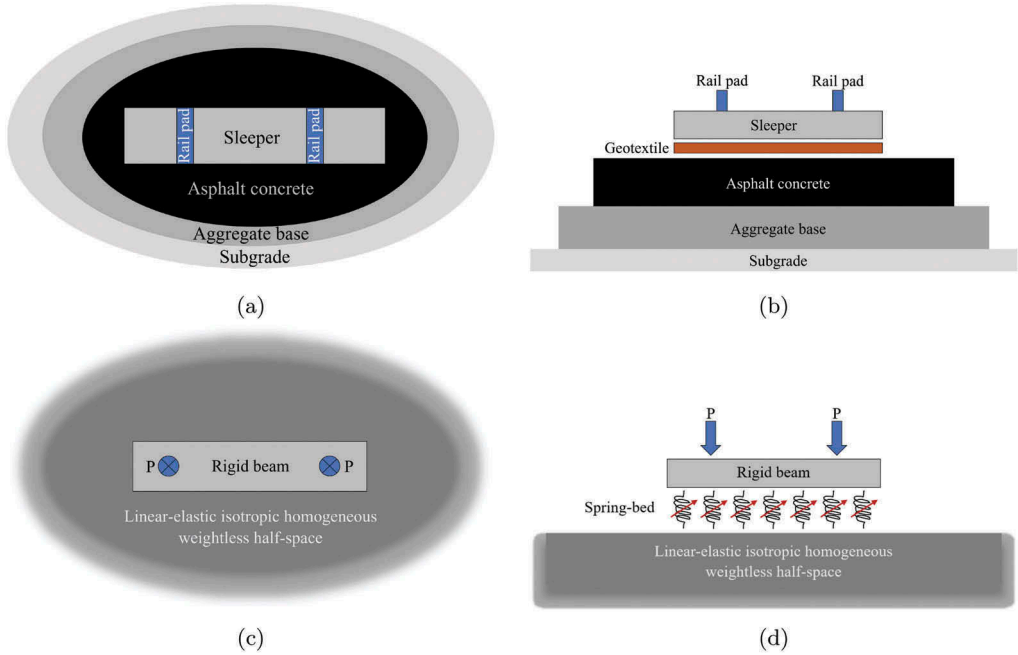 Rail pad
Sleeper
Rail pad
Asphalt concrete
Aggregate base
Subgrade
(a)
Rail pad
Rail pad
Sleeper
Geotextile
Asphalt concrete
Aggregate base
Subgrade
(b)
P
Rigid beam
P
Linear-elastic isotropic homogeneous
weightless half-space
(c)
P
P
Rigid beam
Spring-bed
Linear-elastic isotropic homogeneous
weightless half-space
(d)